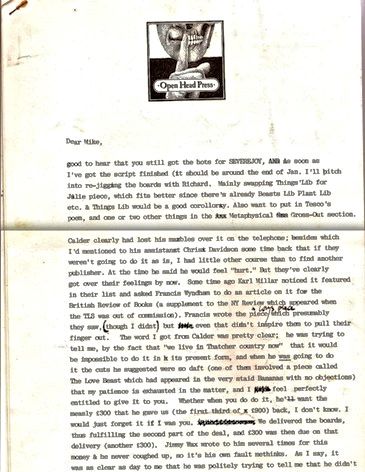 ·Open Head Press·
Dear Mike,
good to hear that you still got the hots for SEVEREJOY, AND As soon as
I've got the script finished (it should be around the end of Jan. I'll pitch
into re-jigging the boards with Richard. Mainly swapping Things'Lib for
Julie piece, which fits better since there's already Beasts Lib Plant Lib
etc. & Things Lib would be a good corollory. Also want to put in Tesco's
poem, and one or two other things in the Metaphysical Gross-Out section.
Calder clearly had lost his marbles over it on the telephone; besides which
I'd mentioned to his assistanst Christ Davidson some time back that if they
weren't going to do it as is, I had little other course than to find another
publisher. At the time he said he would feel "hurt." But they've clearly
got over their feelings by now. Some time ago Karl Miller noticed it featured
in their list and asked Francis Wyndham to do an article on it for the
British Review of Books (a supplement to the NY Review which appeared when
the TLS was out of commission). Francis wrote the piece, which presumably
they saw, (though I didnt) but even that didn't inspire them to pull their
finger out. The word I got from Calder was pretty clear; he was trying to
tell me, by the fact that "we live in Thatcher country now" that it would
be impossible to do it in its present form, and when he was going to do
it the cuts he suggested were so daft (one of them involved a piece called
The Love Beast which had appeared in the very staid Bananas with no objections)
that my patience is exhausted in the matter, and I feel perfectly
entitled to give it to you. Whether when you do do it, he'll want the
measly £300 that he gave us (the first third of £900) back, I don't know. I
would just forget it if I was you. We delivered the boards,
thus fulfilling the second part of the deal, and £300 was then due on that
delivery (another £300). Jimmy Wax wrote to him several times for this
money & he never coughed up, so it's his own fault methinks. As I say, it
was as clear as day to me that he was politely trying to tell me that he didn't